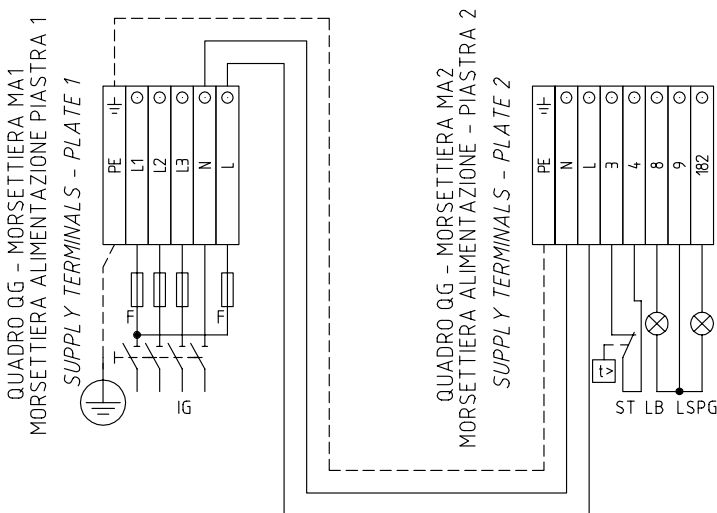 QUADRO QG - MORSETTIERA MA1
MORSETTIERA ALIMENTAZIONE PIASTRA 1
SUPPLY TERMINALS - PLATE 1
PE
L1
L2
L3
N
L
F
F
IG
QUADRO QG - MORSETTIERA MA2
MORSETTIERA ALIMENTAZIONE - PIASTRA 2
SUPPLY TERMINALS - PLATE 2
PE
N
L
3
4
8
9
182
t>
ST LB LSPG